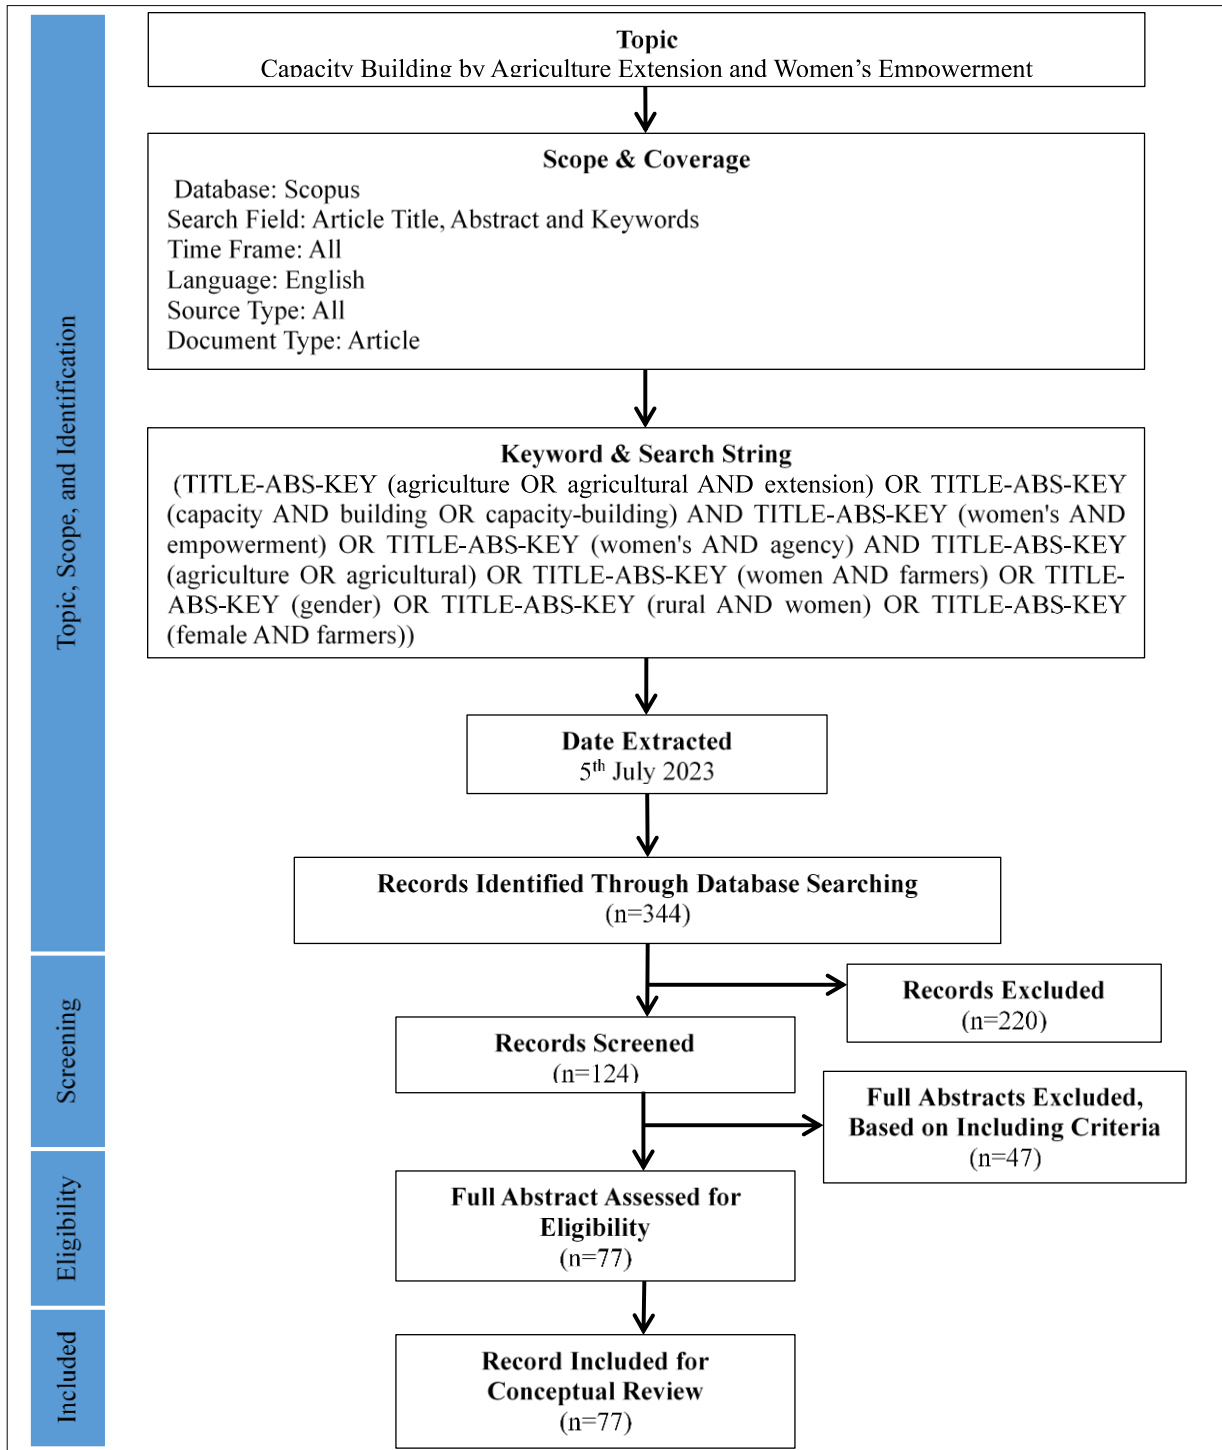 Topic, Scope, and Identification
Topic
Capacity Building by Agriculture Extension and Women's Empowerment
Scope & Coverage
Database: Scopus
Search Field: Article Title, Abstract and Keywords
Time Frame: All
Language: English
Source Type: All
Document Type: Article
Keyword & Search String
(TITLE-ABS-KEY (agriculture OR agricultural AND extension) OR TITLE-ABS-KEY
(capacity AND building OR capacity-building) AND TITLE-ABS-KEY (women's AND
empowerment) OR TITLE-ABS-KEY (women's AND agency) AND TITLE-ABS-KEY
(agriculture OR agricultural) OR TITLE-ABS-KEY (women AND farmers) OR TITLE-
ABS-KEY (gender) OR TITLE-ABS-KEY (rural AND women) OR TITLE-ABS-KEY
(female AND farmers))
Date Extracted
5th July 2023
Records Identified Through Database Searching
(n=344)
Screening
Records Excluded
(n=220)
Records Screened
(n=124)
Full Abstracts Excluded,
Based on Including Criteria
(n=47)
Eligibility
Full Abstract Assessed for
Eligibility
(n=77)
Included
Record Included for
Conceptual Review
(n=77)